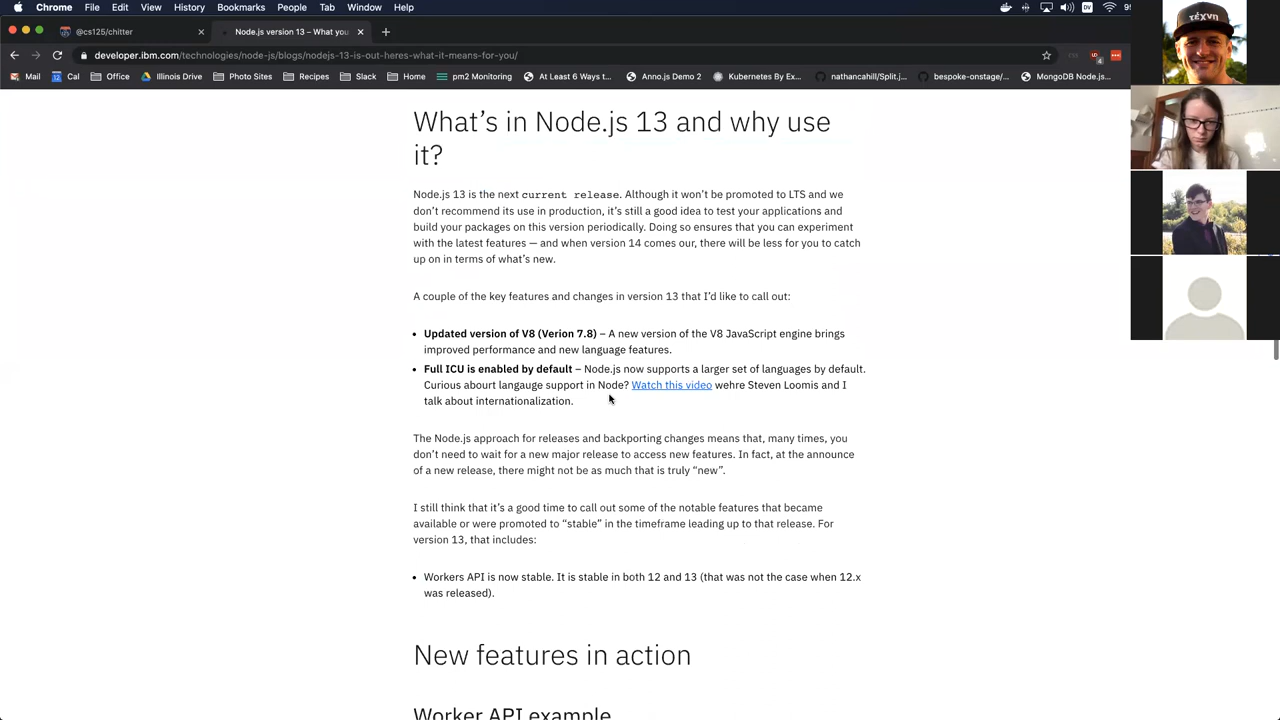 Chrome File Edit View History Bookmarks People Tab Window Help
@cs125/chitter
Node.js version 13 – What you
developer.ibm.com/technologies/node-js/blogs/nodejs-13-is-out-heres-what-it-means-for-you/
Mail Cal Office Illinois Drive Photo Sites Recipes Slack Home pm2 Monitoring At Least 6 Ways t... Anno.js Demo 2 Kubernetes By Ex... nathancahill/Split.j... bespoke-onstage/... MongoDB Node.js...
What's in Node.js 13 and why use
it?
Node.js 13 is the next current release. Although it won't be promoted to LTS and we
don't recommend its use in production, it's still a good idea to test your applications and
build your packages on this version periodically. Doing so ensures that you can experiment
with the latest features — and when version 14 comes our, there will be less for you to catch
up on in terms of what's new.
A couple of the key features and changes in version 13 that I'd like to call out:
• Updated version of V8 (Verion 7.8) – A new version of the V8 JavaScript engine brings
improved performance and new language features.
• Full ICU is enabled by default – Node.js now supports a larger set of languages by default.
Curious abourt langauge support in Node? Watch this video wehre Steven Loomis and I
talk about internationalization.
The Node.js approach for releases and backporting changes means that, many times, you
don't need to wait for a new major release to access new features. In fact, at the announce
of a new release, there might not be as much that is truly “new”.
I still think that it's a good time to call out some of the notable features that became
available or were promoted to “stable” in the timeframe leading up to that release. For
version 13, that includes:
• Workers API is now stable. It is stable in both 12 and 13 (that was not the case when 12.x
was released).
New features in action
Worker API example